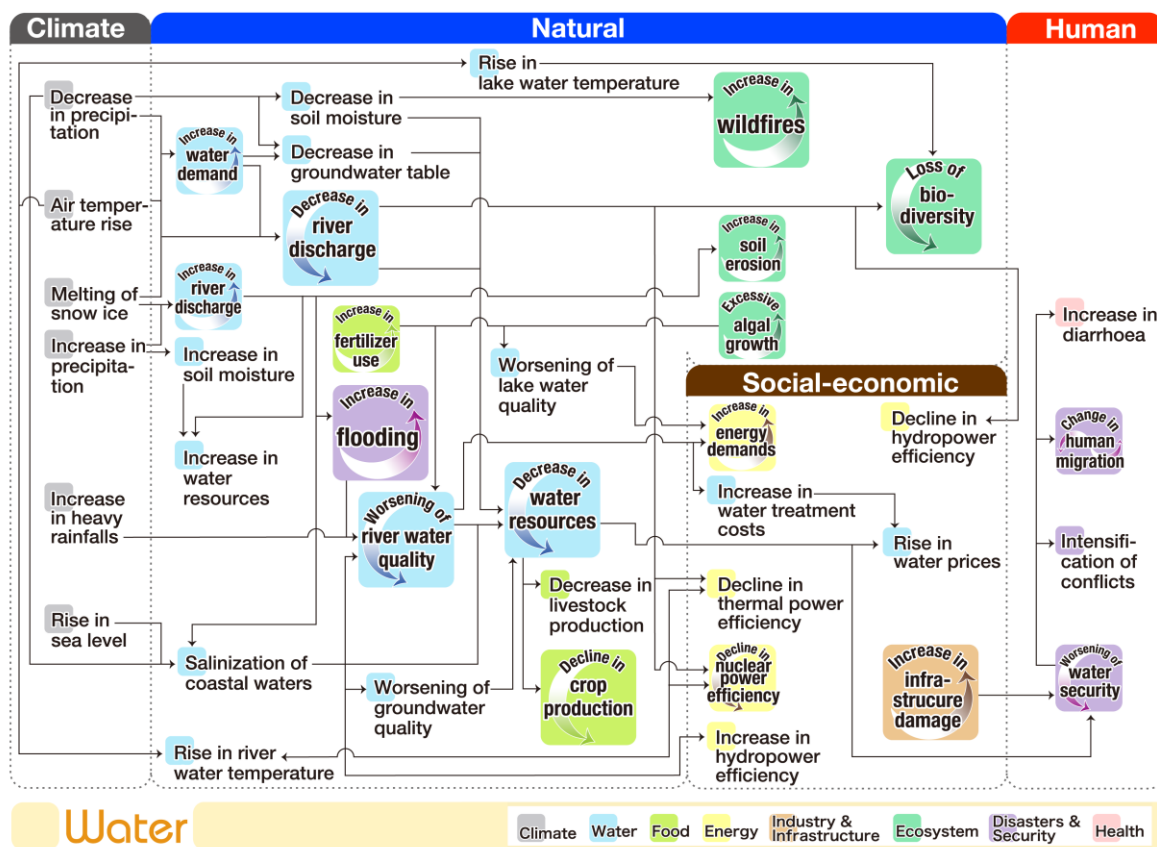 Climate
Natural
Human
Rise in
lake water temperature
Decrease
in precipi-
tation
Decrease in
soil moisture
Increase in
wildfires
Increase in
water
demand
Decrease in
groundwater table
Loss of
bio-
diversity
Air temper-
ature rise
Decrease in
river
discharge
Increase in
soil
erosion
Melting of
snow ice
Increase in
river
discharge
Increase in
fertilizer
use
Excessive
algal
growth
Increase in
diarrhoea
Increase in
precipita-
tion
Increase in
soil moisture
Worsening of
lake water
quality
Social-economic
Increase in
flooding
Increase in
energy
demands
Decline in
hydropower
efficiency
Change in
human
migration
Increase in
water
resources
Increase
in heavy
rainfalls
Worsening of
river water
quality
Decrease in
water
resources
Increase in
water treatment
costs
Rise in
water prices
Intensifi-
cation of
conflicts
Decrease in
livestock
production
Decline in
thermal power
efficiency
Rise in
sea level
Salinization of
coastal waters
Worsening of
groundwater
quality
Decline in
crop
production
Decline in
nuclear
power
efficiency
Increase in
infra-
strucure
damage
Worsening of
water
security
Rise in river
water temperature
Increase in
hydropower
efficiency
Water
Climate
Water
Food
Energy
Industry &
Infrastructure
Ecosystem
Disasters &
Security
Health